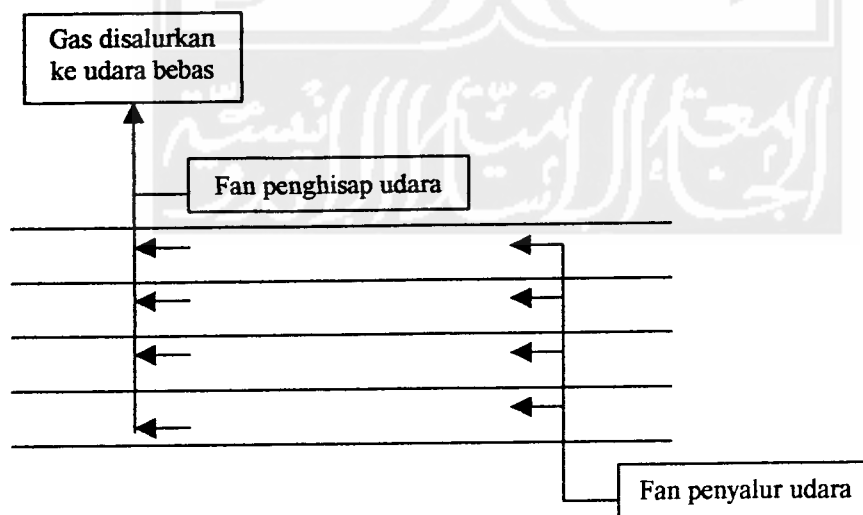 Gas disalurkan
ke udara bebas
Fan penghisap udara
Fan penyalur udara